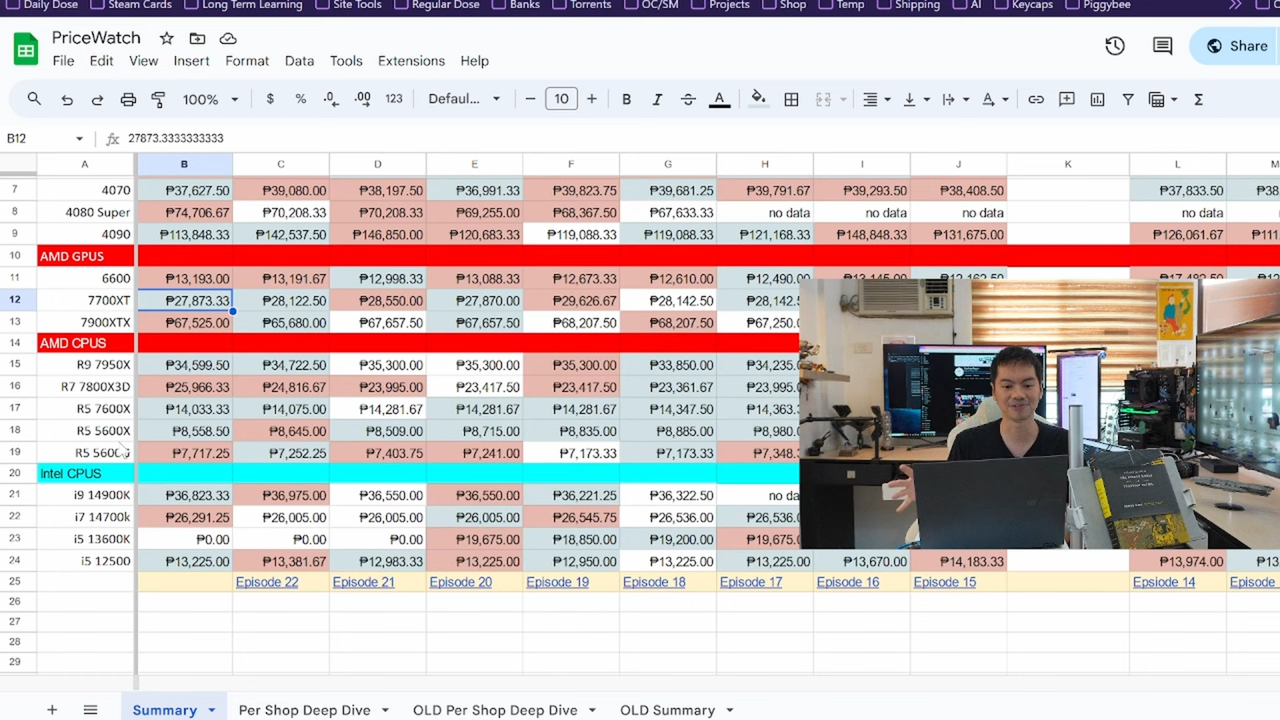 Daily Dose Steam Cards Long Term Learning Site Tools Regular Dose Banks Torrents OC/SM Projects Shop Temp Shipping AI Keycaps Piggybee
PriceWatch
File Edit View Insert Format Data Tools Extensions Help
Share
100% $ % .0 .00 123 Defaul... 10 B I A Σ
B12 fx 27873.3333333333
A B C D E F G H I J K L M
7 4070 ₱37,627.50 ₱39,080.00 ₱38,197.50 ₱36,991.33 ₱39,823.75 ₱39,681.25 ₱39,791.67 ₱39,293.50 ₱38,408.50 ₱37,833.50 ₱38
8 4080 Super ₱74,706.67 ₱70,208.33 ₱70,208.33 ₱69,255.00 ₱68,367.50 ₱67,633.33 no data no data no data no data
9 4090 ₱113,848.33 ₱142,537.50 ₱146,850.00 ₱120,683.33 ₱119,088.33 ₱119,088.33 ₱121,168.33 ₱148,848.33 ₱131,675.00 ₱126,061.67 ₱111
10 AMD GPUS
11 6600 ₱13,193.00 ₱13,191.67 ₱12,998.33 ₱13,088.33 ₱12,673.33 ₱12,610.00 ₱12,490.00
12 7700XT ₱27,873.33 ₱28,122.50 ₱28,550.00 ₱27,870.00 ₱29,626.67 ₱28,142.50 ₱28,142.5
13 7900XTX ₱67,525.00 ₱65,680.00 ₱67,657.50 ₱67,657.50 ₱68,207.50 ₱68,207.50 ₱67,250.0
14 AMD CPUS
15 R9 7950X ₱34,599.50 ₱34,722.50 ₱35,300.00 ₱35,300.00 ₱35,300.00 ₱33,850.00 ₱34,235.
16 R7 7800X3D ₱25,966.33 ₱24,816.67 ₱23,995.00 ₱23,417.50 ₱23,417.50 ₱23,361.67 ₱23,995.
17 R5 7600X ₱14,033.33 ₱14,075.00 ₱14,281.67 ₱14,281.67 ₱14,281.67 ₱14,347.50 ₱14,363.
18 R5 5600X ₱8,558.50 ₱8,645.00 ₱8,509.00 ₱8,715.00 ₱8,835.00 ₱8,885.00 ₱8,980.
19 R5 5600 ₱7,717.25 ₱7,252.25 ₱7,403.75 ₱7,241.00 ₱7,173.33 ₱7,173.33 ₱7,348.
20 Intel CPUS
21 i9 14900K ₱36,823.33 ₱36,975.00 ₱36,550.00 ₱36,550.00 ₱36,221.25 ₱36,322.50 no da
22 i7 14700k ₱26,291.25 ₱26,005.00 ₱26,005.00 ₱26,005.00 ₱26,545.75 ₱26,536.00 ₱26,536.
23 i5 13600K ₱0.00 ₱0.00 ₱0.00 ₱19,675.00 ₱18,850.00 ₱19,200.00 ₱19,675.
24 i5 12500 ₱13,225.00 ₱13,381.67 ₱12,983.33 ₱13,225.00 ₱12,950.00 ₱13,225.00 ₱13,225.00 ₱13,670.00 ₱14,183.33 ₱13,974.00 ₱13
25 Episode 22 Episode 21 Episode 20 Episode 19 Episode 18 Episode 17 Episode 16 Episode 15 Epsiode 14 Episode
26
27
28
29
Summary Per Shop Deep Dive OLD Per Shop Deep Dive OLD Summary